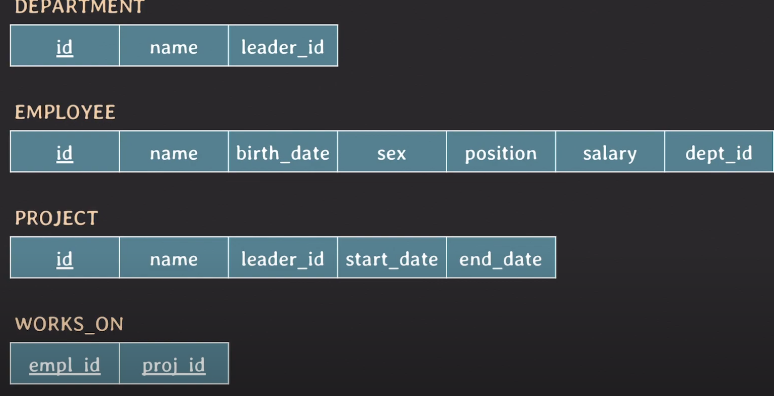 DEPARTMENT
id name leader_id
EMPLOYEE
id name birth_date sex position salary dept_id
PROJECT
id name leader_id start_date end_date
WORKS_ON
empl_id proj_id